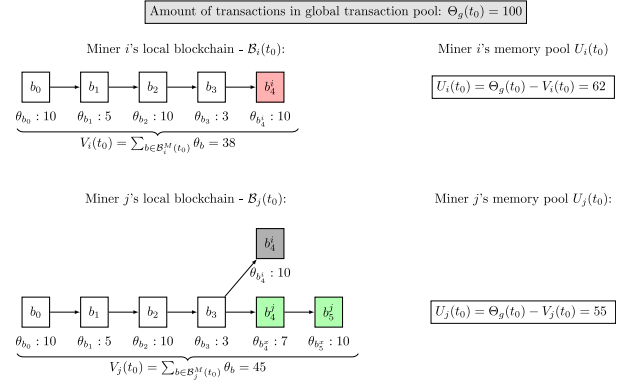 Amount of transactions in global transaction pool: Θ_g(t_0) = 100
Miner i's local blockchain - ℬ_i(t_0):
Miner i's memory pool U_i(t_0)
b_0 b_1 b_2 b_3 b_4^i
U_i(t_0) = Θ_g(t_0) − V_i(t_0) = 62
θ_{b_0} : 10 θ_{b_1} : 5 θ_{b_2} : 10 θ_{b_3} : 3 θ_{b_4^i} : 10
V_i(t_0) = ∑_{b∈ℬ_i^M(t_0)} θ_b = 38
Miner j's local blockchain - ℬ_j(t_0):
Miner j's memory pool U_j(t_0):
b_4^i
θ_{b_4^i} : 10
b_0 b_1 b_2 b_3 b_4^j b_5^j
U_j(t_0) = Θ_g(t_0) − V_j(t_0) = 55
θ_{b_0} : 10 θ_{b_1} : 5 θ_{b_2} : 10 θ_{b_3} : 3 θ_{b_4^x} : 7 θ_{b_5^x} : 10
V_j(t_0) = ∑_{b∈ℬ_j^M(t_0)} θ_b = 45